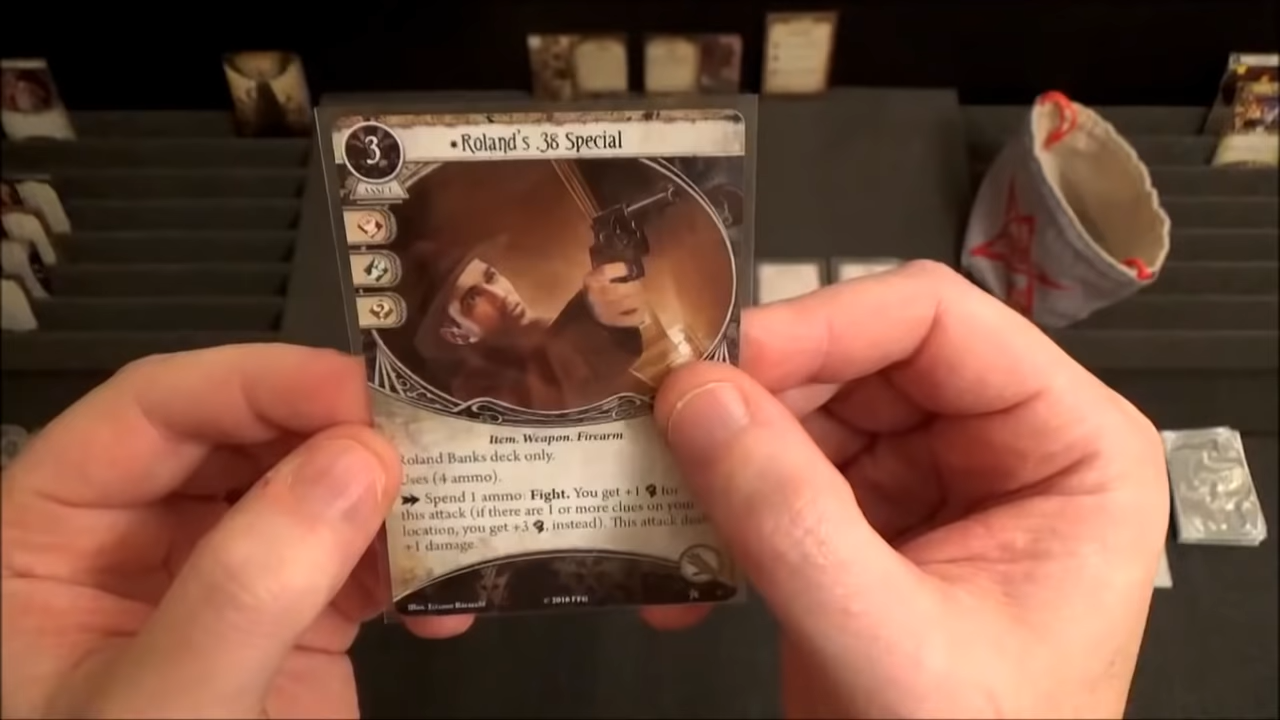 3
Roland's .38 Special
ASSET
Item. Weapon. Firearm.
Roland Banks deck only.
Uses (4 ammo).
Spend 1 ammo: Fight. You get +1 for
this attack (if there are 1 or more clues on your
location, you get +3 , instead). This attack
+1 damage.
Illus.
© 2016 FFG